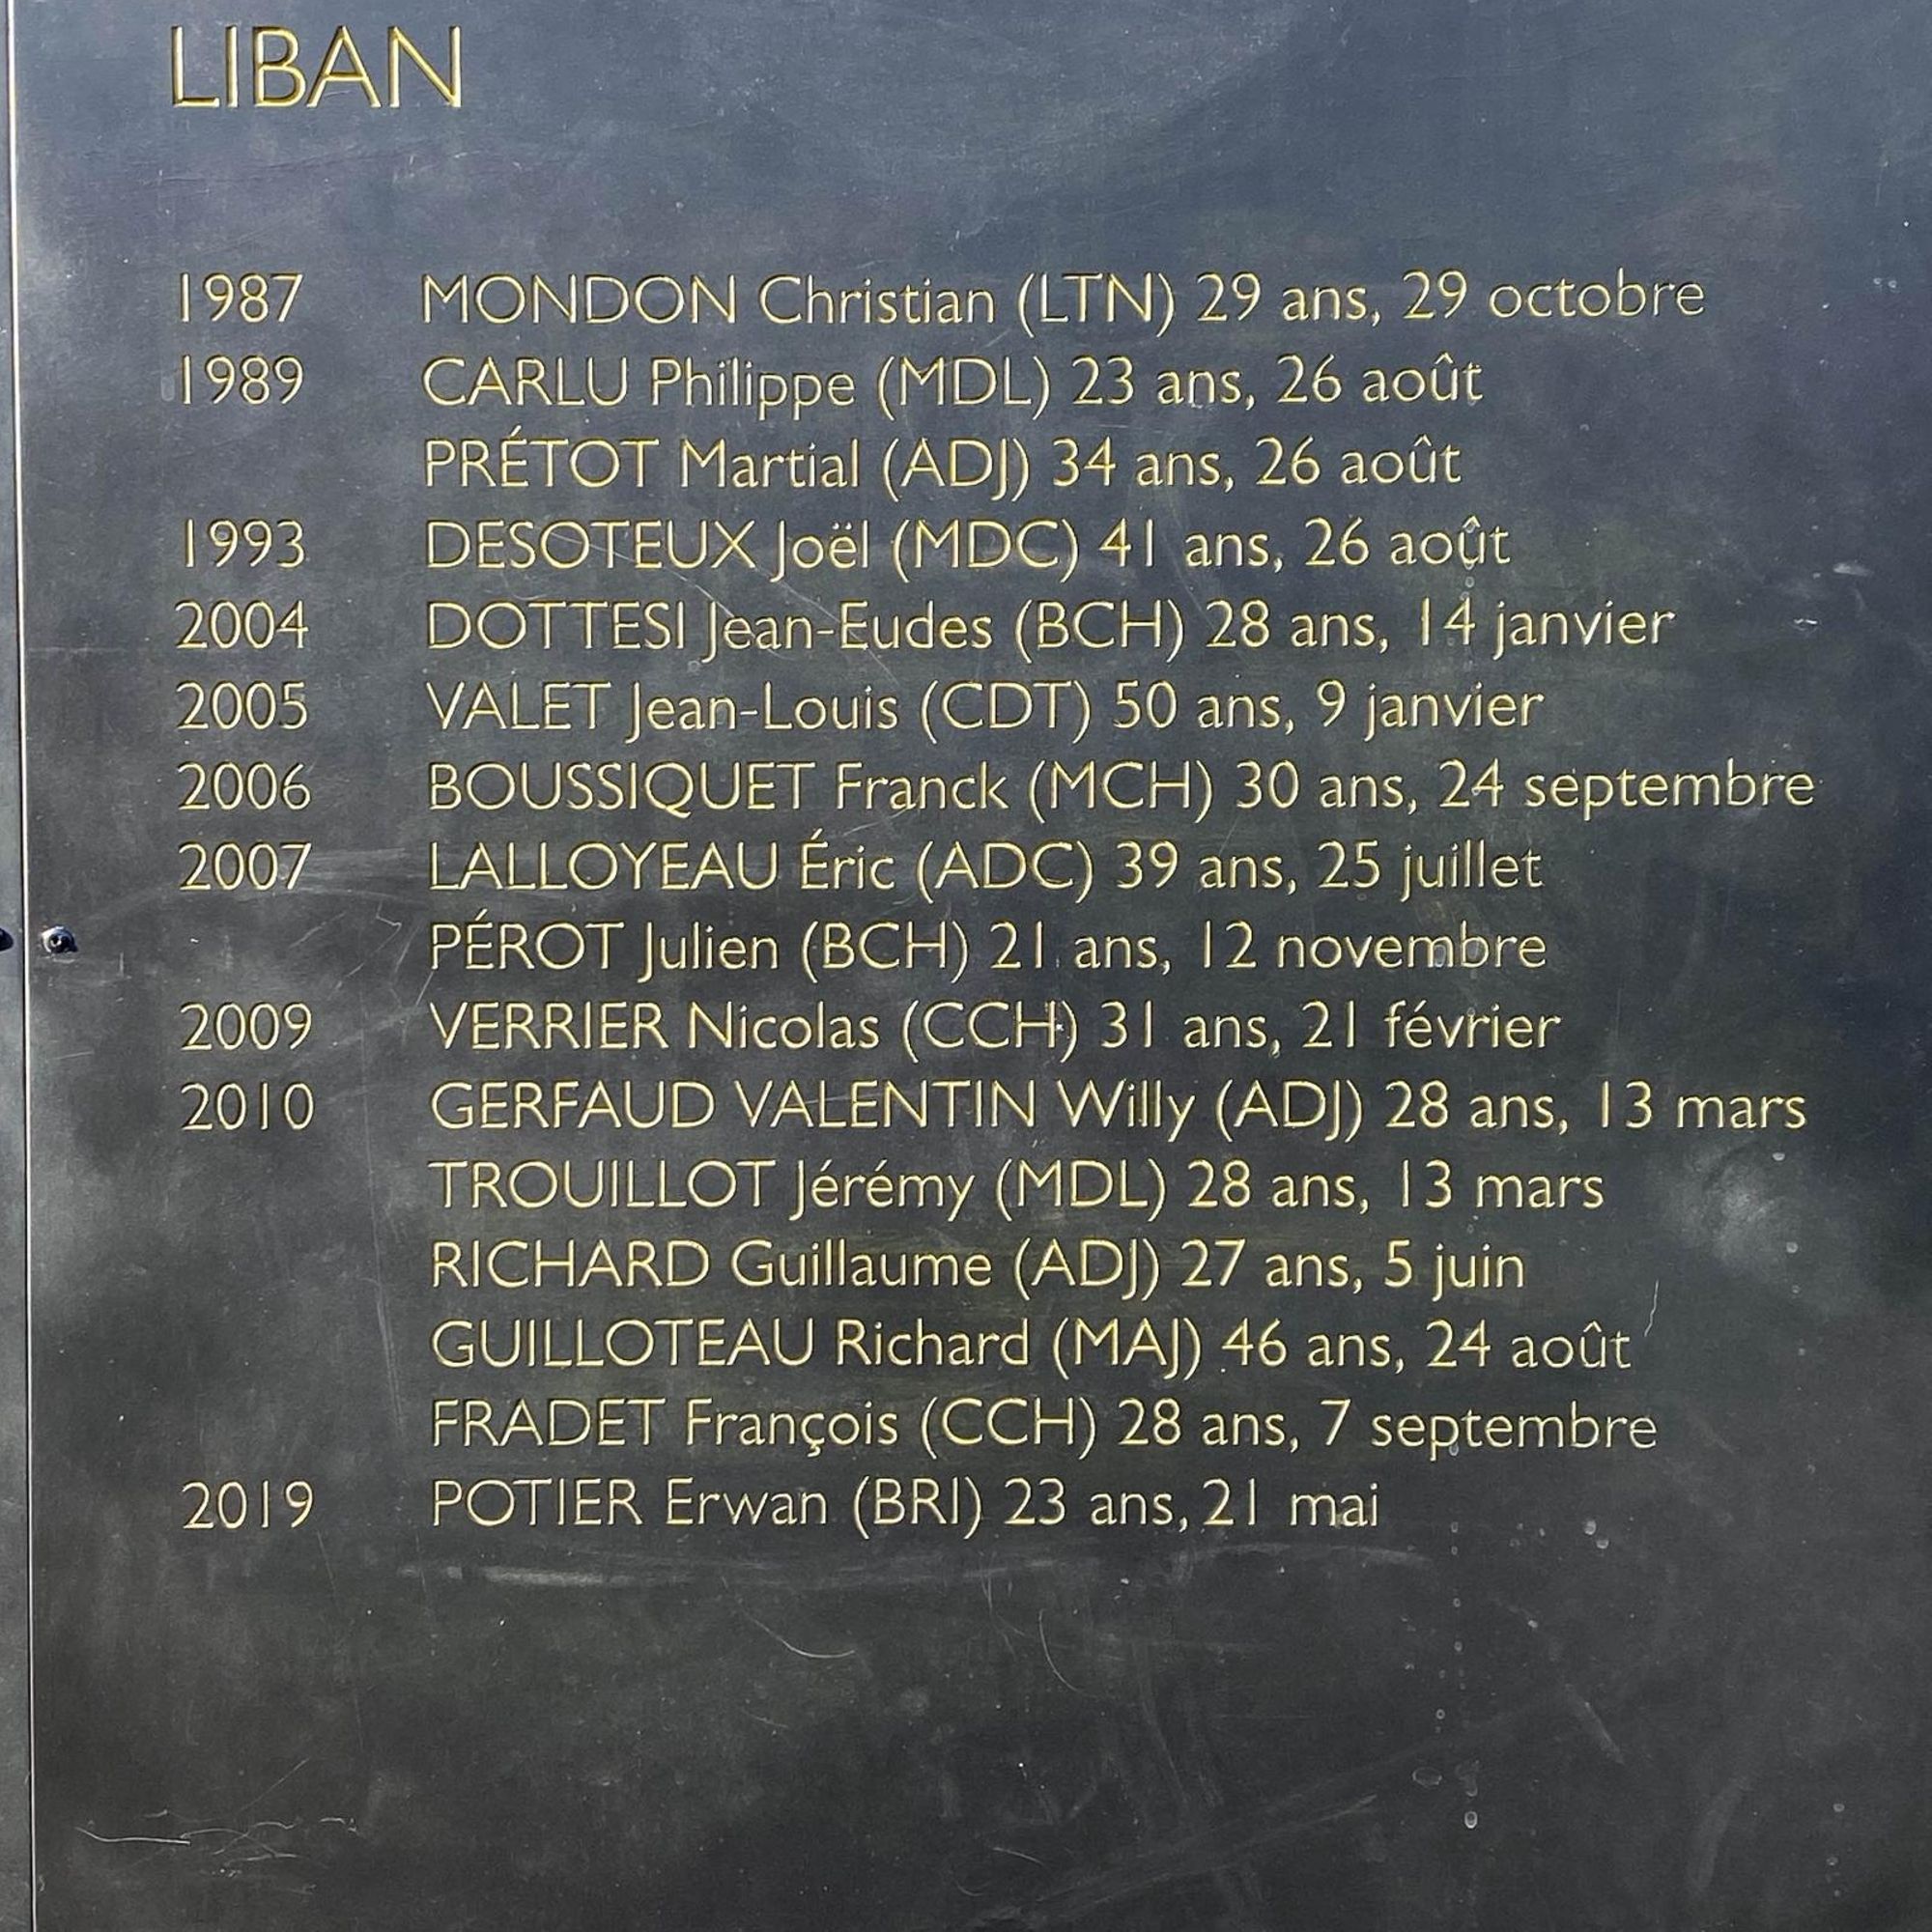 LIBAN
1987 MONDON Christian (LTN) 29 ans, 29 octobre
1989 CARLU Philippe (MDL) 23 ans, 26 août
PRÉTOT Martial (ADJ) 34 ans, 26 août
1993 DESOTEUX Joël (MDC) 41 ans, 26 août
2004 DOTTESI Jean-Eudes (BCH) 28 ans, 14 janvier
2005 VALET Jean-Louis (CDT) 50 ans, 9 janvier
2006 BOUSSIQUET Franck (MCH) 30 ans, 24 septembre
2007 LALLOYEAU Éric (ADC) 39 ans, 25 juillet
PÉROT Julien (BCH) 21 ans, 12 novembre
2009 VERRIER Nicolas (CCH) 31 ans, 21 février
2010 GERFAUD VALENTIN Willy (ADJ) 28 ans, 13 mars
TROUILLOT Jérémy (MDL) 28 ans, 13 mars
RICHARD Guillaume (ADJ) 27 ans, 5 juin
GUILLOTEAU Richard (MAJ) 46 ans, 24 août
FRADET François (CCH) 28 ans, 7 septembre
2019 POTIER Erwan (BRI) 23 ans, 21 mai